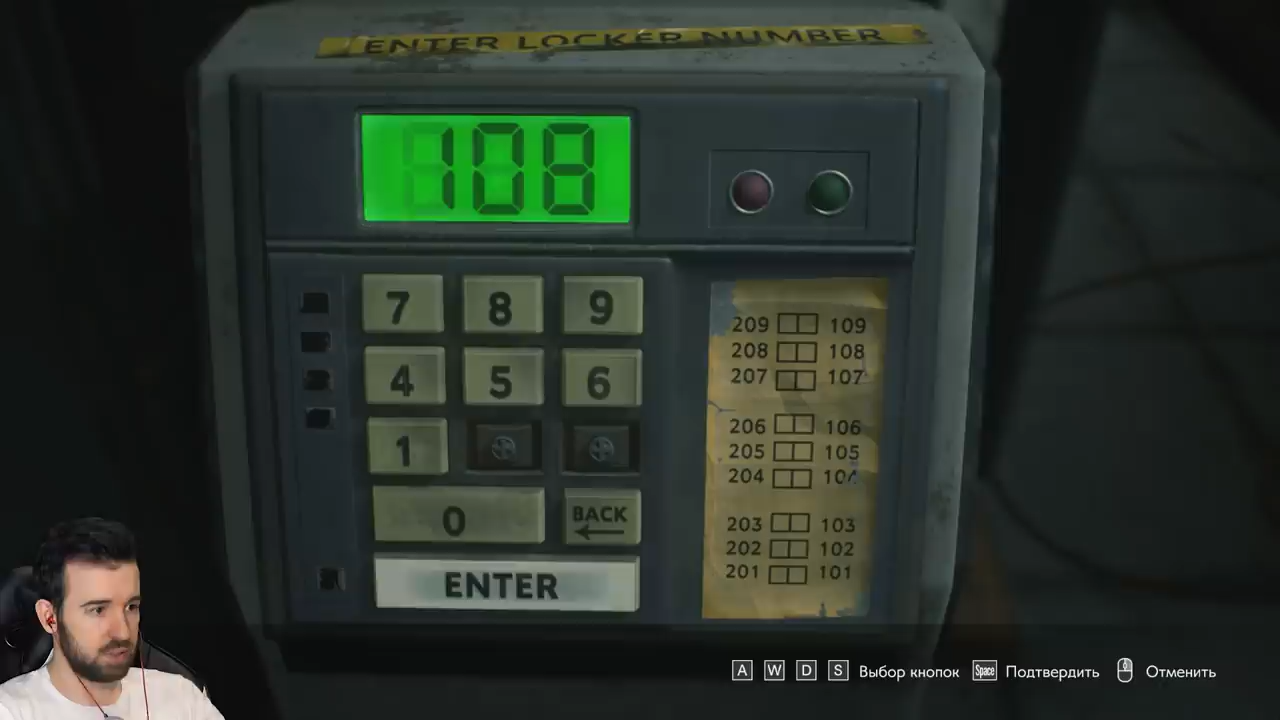 ENTER LOCKER NUMBER
108
7 8 9
4 5 6
1
0 BACK
ENTER
209 109
208 108
207 107
206 106
205 105
204 104
203 103
202 102
201 101
A W D S Выбор кнопок Space Подтвердить Отменить